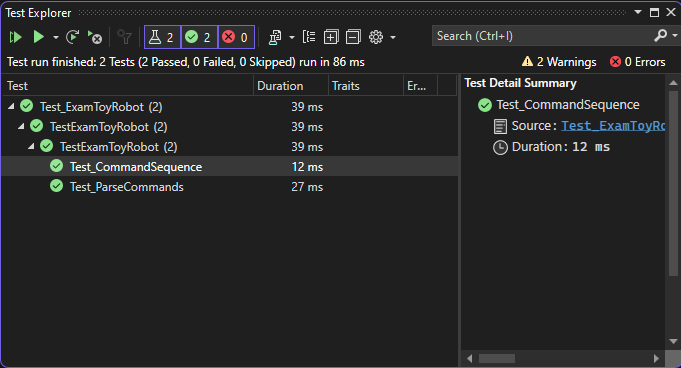 Test Explorer
2 2 0
Search (Ctrl+I)
Test run finished: 2 Tests (2 Passed, 0 Failed, 0 Skipped) run in 86 ms
2 Warnings 0 Errors
Test Duration Traits Er...
Test_ExamToyRobot (2) 39 ms
TestExamToyRobot (2) 39 ms
TestExamToyRobot (2) 39 ms
Test_CommandSequence 12 ms
Test_ParseCommands 27 ms
Test Detail Summary
Test_CommandSequence
Source: Test_ExamToyRo
Duration: 12 ms